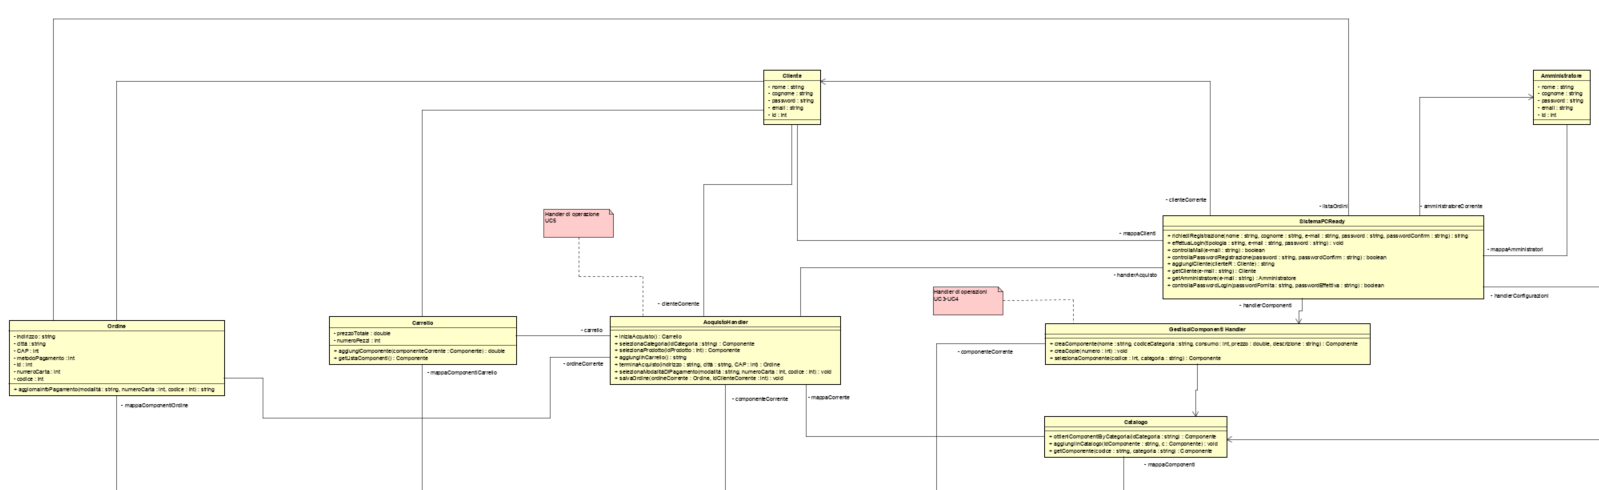 Cliente
- nome : string
- cognome : string
- password : string
- email : string
- id : int
Amministratore
- nome : string
- cognome : string
- password : string
- email : string
- id : int
- clienteCorrente
- listaOrdini
- amministratoreCorrente
Handler di operazione
UC5
- mappaClienti
SistemaPCReady
+ richiediRegistrazione(nome : string, cognome : string, e-mail : string, password : string, passwordConfirm : string) : string
+ effettuaLogin(tipologia : string, e-mail : string, password : string) : void
+ controllaMail(e-mail : string) : boolean
+ controllaPasswordRegistrazione(password : string, passwordConfirm : string) : boolean
+ aggiungiCliente(clienteR : Cliente) : string
+ getCliente(e-mail : string) : Cliente
+ getAmministratore(e-mail : string) : Amministratore
+ controllaPasswordLogin(passwordFornita : string, passwordEffettiva : string) : boolean
- mappaAmministratori
- handlerAcquisto
- handlerConfigurazioni
Handler di operazioni
UC3-UC4
- clienteCorrente
- handlerComponenti
Ordine
- indirizzo : string
- città : string
- CAP : int
- metodoPagamento : int
- id : int
- numeroCarta : int
- codice : int
+ aggiornaInfoPagamento(modalità : string, numeroCarta : int, codice : int) : string
Carrello
- prezzoTotale : double
- numeroPezzi : int
+ aggiungiComponente(componenteCorrente : Componente) : double
+ getListaComponenti() : Componente
- carrello
AcquistoHandler
+ iniziaAcquisto() : Carrello
+ selezionaCategoria(idCategoria : string) : Componente
+ selezionaProdotto(idProdotto : int) : Componente
+ aggiungiInCarrello() : string
+ terminaAcquisto(indirizzo : string, città : string, CAP : int) : Ordine
+ selezionaModalitàDiPagamento(modalità : string, numeroCarta : int, codice : int) : void
+ salvaOrdine(ordineCorrente : Ordine, idClienteCorrente : int) : void
GestisciComponenti Handler
+ creaComponente(nome : string, codiceCategoria : string, consumo : int, prezzo : double, descrizione : string) : Componente
+ creaCopie(numero : int) : void
+ selezionaComponente(codice : int, categoria : string) : Componente
- componenteCorrente
- ordineCorrente
- mappaComponentiCarrello
- mappaComponentiOrdine
- componenteCorrente
- mappaCorrente
Catalogo
+ ottieniComponentiByCategoria(idCategoria : string) : Componente
+ aggiungiInCatalogo(idComponente : string, c : Componente) : void
+ getComponente(codice : string, categoria : string) : Componente
- mappaComponenti